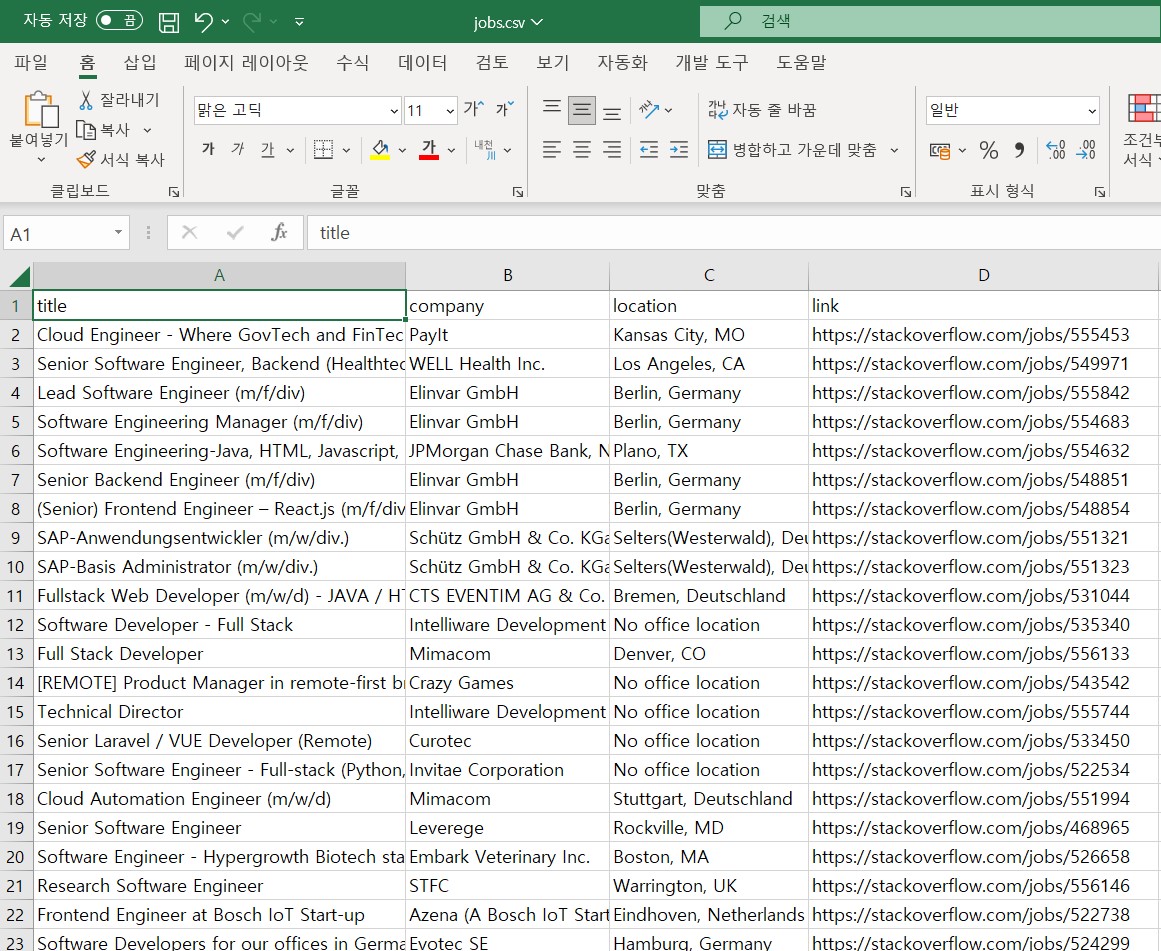 자동 저장 끔 jobs.csv 검색
파일 홈 삽입 페이지 레이아웃 수식 데이터 검토 보기 자동화 개발 도구 도움말
붙여넣기 잘라내기 복사 서식 복사 클립보드
맑은 고딕 11 가 가
가 가 가 가 내천 글꼴
가나다 자동 줄 바꿈
병합하고 가운데 맞춤 맞춤
일반
% .00 .00 표시 형식
조건부
서식
A1 fx title
A B C D
1 title company location link
2 Cloud Engineer - Where GovTech and FinTec PayIt Kansas City, MO https://stackoverflow.com/jobs/555453
3 Senior Software Engineer, Backend (Healthtec WELL Health Inc. Los Angeles, CA https://stackoverflow.com/jobs/549971
4 Lead Software Engineer (m/f/div) Elinvar GmbH Berlin, Germany https://stackoverflow.com/jobs/555842
5 Software Engineering Manager (m/f/div) Elinvar GmbH Berlin, Germany https://stackoverflow.com/jobs/554683
6 Software Engineering-Java, HTML, Javascript, JPMorgan Chase Bank, N Plano, TX https://stackoverflow.com/jobs/554632
7 Senior Backend Engineer (m/f/div) Elinvar GmbH Berlin, Germany https://stackoverflow.com/jobs/548851
8 (Senior) Frontend Engineer – React.js (m/f/div Elinvar GmbH Berlin, Germany https://stackoverflow.com/jobs/548854
9 SAP-Anwendungsentwickler (m/w/div.) Schütz GmbH & Co. KGa Selters(Westerwald), Deu https://stackoverflow.com/jobs/551321
10 SAP-Basis Administrator (m/w/div.) Schütz GmbH & Co. KGa Selters(Westerwald), Deu https://stackoverflow.com/jobs/551323
11 Fullstack Web Developer (m/w/d) - JAVA / HT CTS EVENTIM AG & Co. Bremen, Deutschland https://stackoverflow.com/jobs/531044
12 Software Developer - Full Stack Intelliware Development No office location https://stackoverflow.com/jobs/535340
13 Full Stack Developer Mimacom Denver, CO https://stackoverflow.com/jobs/556133
14 [REMOTE] Product Manager in remote-first br Crazy Games No office location https://stackoverflow.com/jobs/543542
15 Technical Director Intelliware Development No office location https://stackoverflow.com/jobs/555744
16 Senior Laravel / VUE Developer (Remote) Curotec No office location https://stackoverflow.com/jobs/533450
17 Senior Software Engineer - Full-stack (Python, Invitae Corporation No office location https://stackoverflow.com/jobs/522534
18 Cloud Automation Engineer (m/w/d) Mimacom Stuttgart, Deutschland https://stackoverflow.com/jobs/551994
19 Senior Software Engineer Leverege Rockville, MD https://stackoverflow.com/jobs/468965
20 Software Engineer - Hypergrowth Biotech sta Embark Veterinary Inc. Boston, MA https://stackoverflow.com/jobs/526658
21 Research Software Engineer STFC Warrington, UK https://stackoverflow.com/jobs/556146
22 Frontend Engineer at Bosch IoT Start-up Azena (A Bosch IoT Start Eindhoven, Netherlands https://stackoverflow.com/jobs/522738
23 Software Developers for our offices in Germa Evotec SE Hamburg, Germany https://stackoverflow.com/jobs/524299